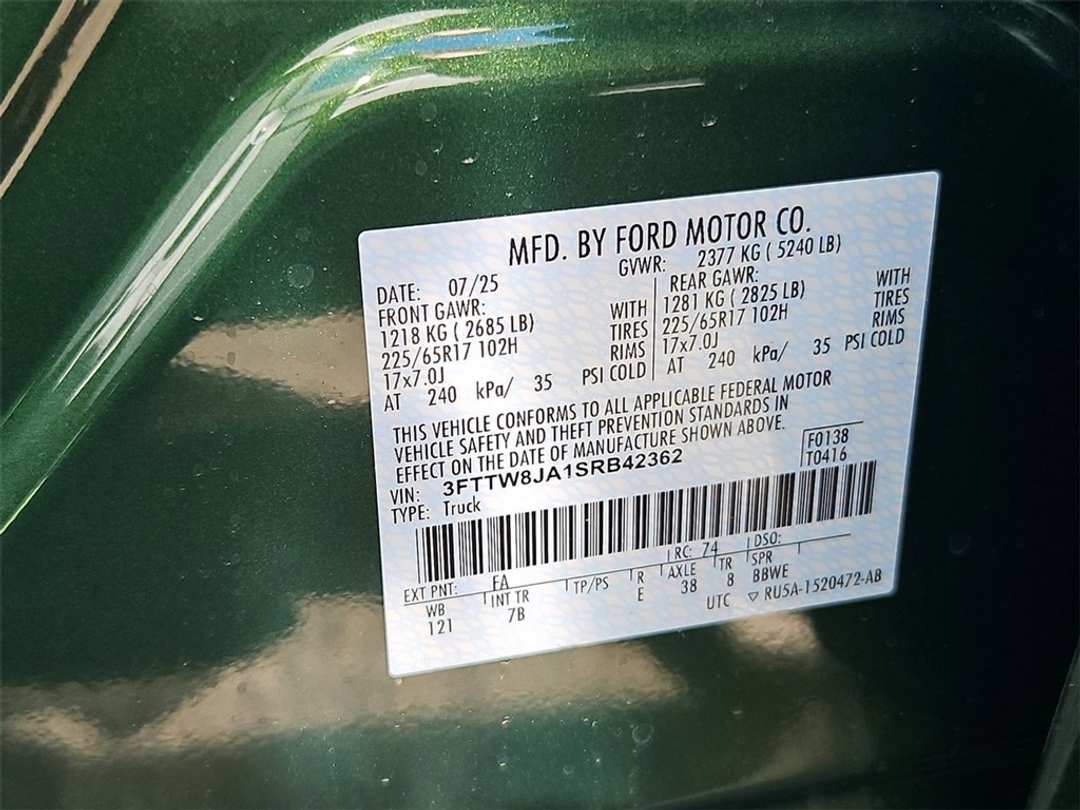 MFD. BY FORD MOTOR CO.
DATE: 07/25 GVWR: 2377 KG ( 5240 LB)
FRONT GAWR: REAR GAWR:
1218 KG ( 2685 LB) WITH 1281 KG ( 2825 LB) WITH
225/65R17 102H TIRES 225/65R17 102H TIRES
17x7.0J RIMS 17x7.0J RIMS
AT 240 kPa/ 35 PSI COLD AT 240 kPa/ 35 PSI COLD
THIS VEHICLE CONFORMS TO ALL APPLICABLE FEDERAL MOTOR
VEHICLE SAFETY AND THEFT PREVENTION STANDARDS IN
EFFECT ON THE DATE OF MANUFACTURE SHOWN ABOVE.
F0138
VIN: 3FTTW8JA1SRB42362
T0416
TYPE: Truck
RC: 74 DSO:
EXT PNT: FA
WB INT TR TP/PS R AXLE TR SPR
121 7B E 38 8 BBWE
UTC ▽ RU5A-1520472-AB